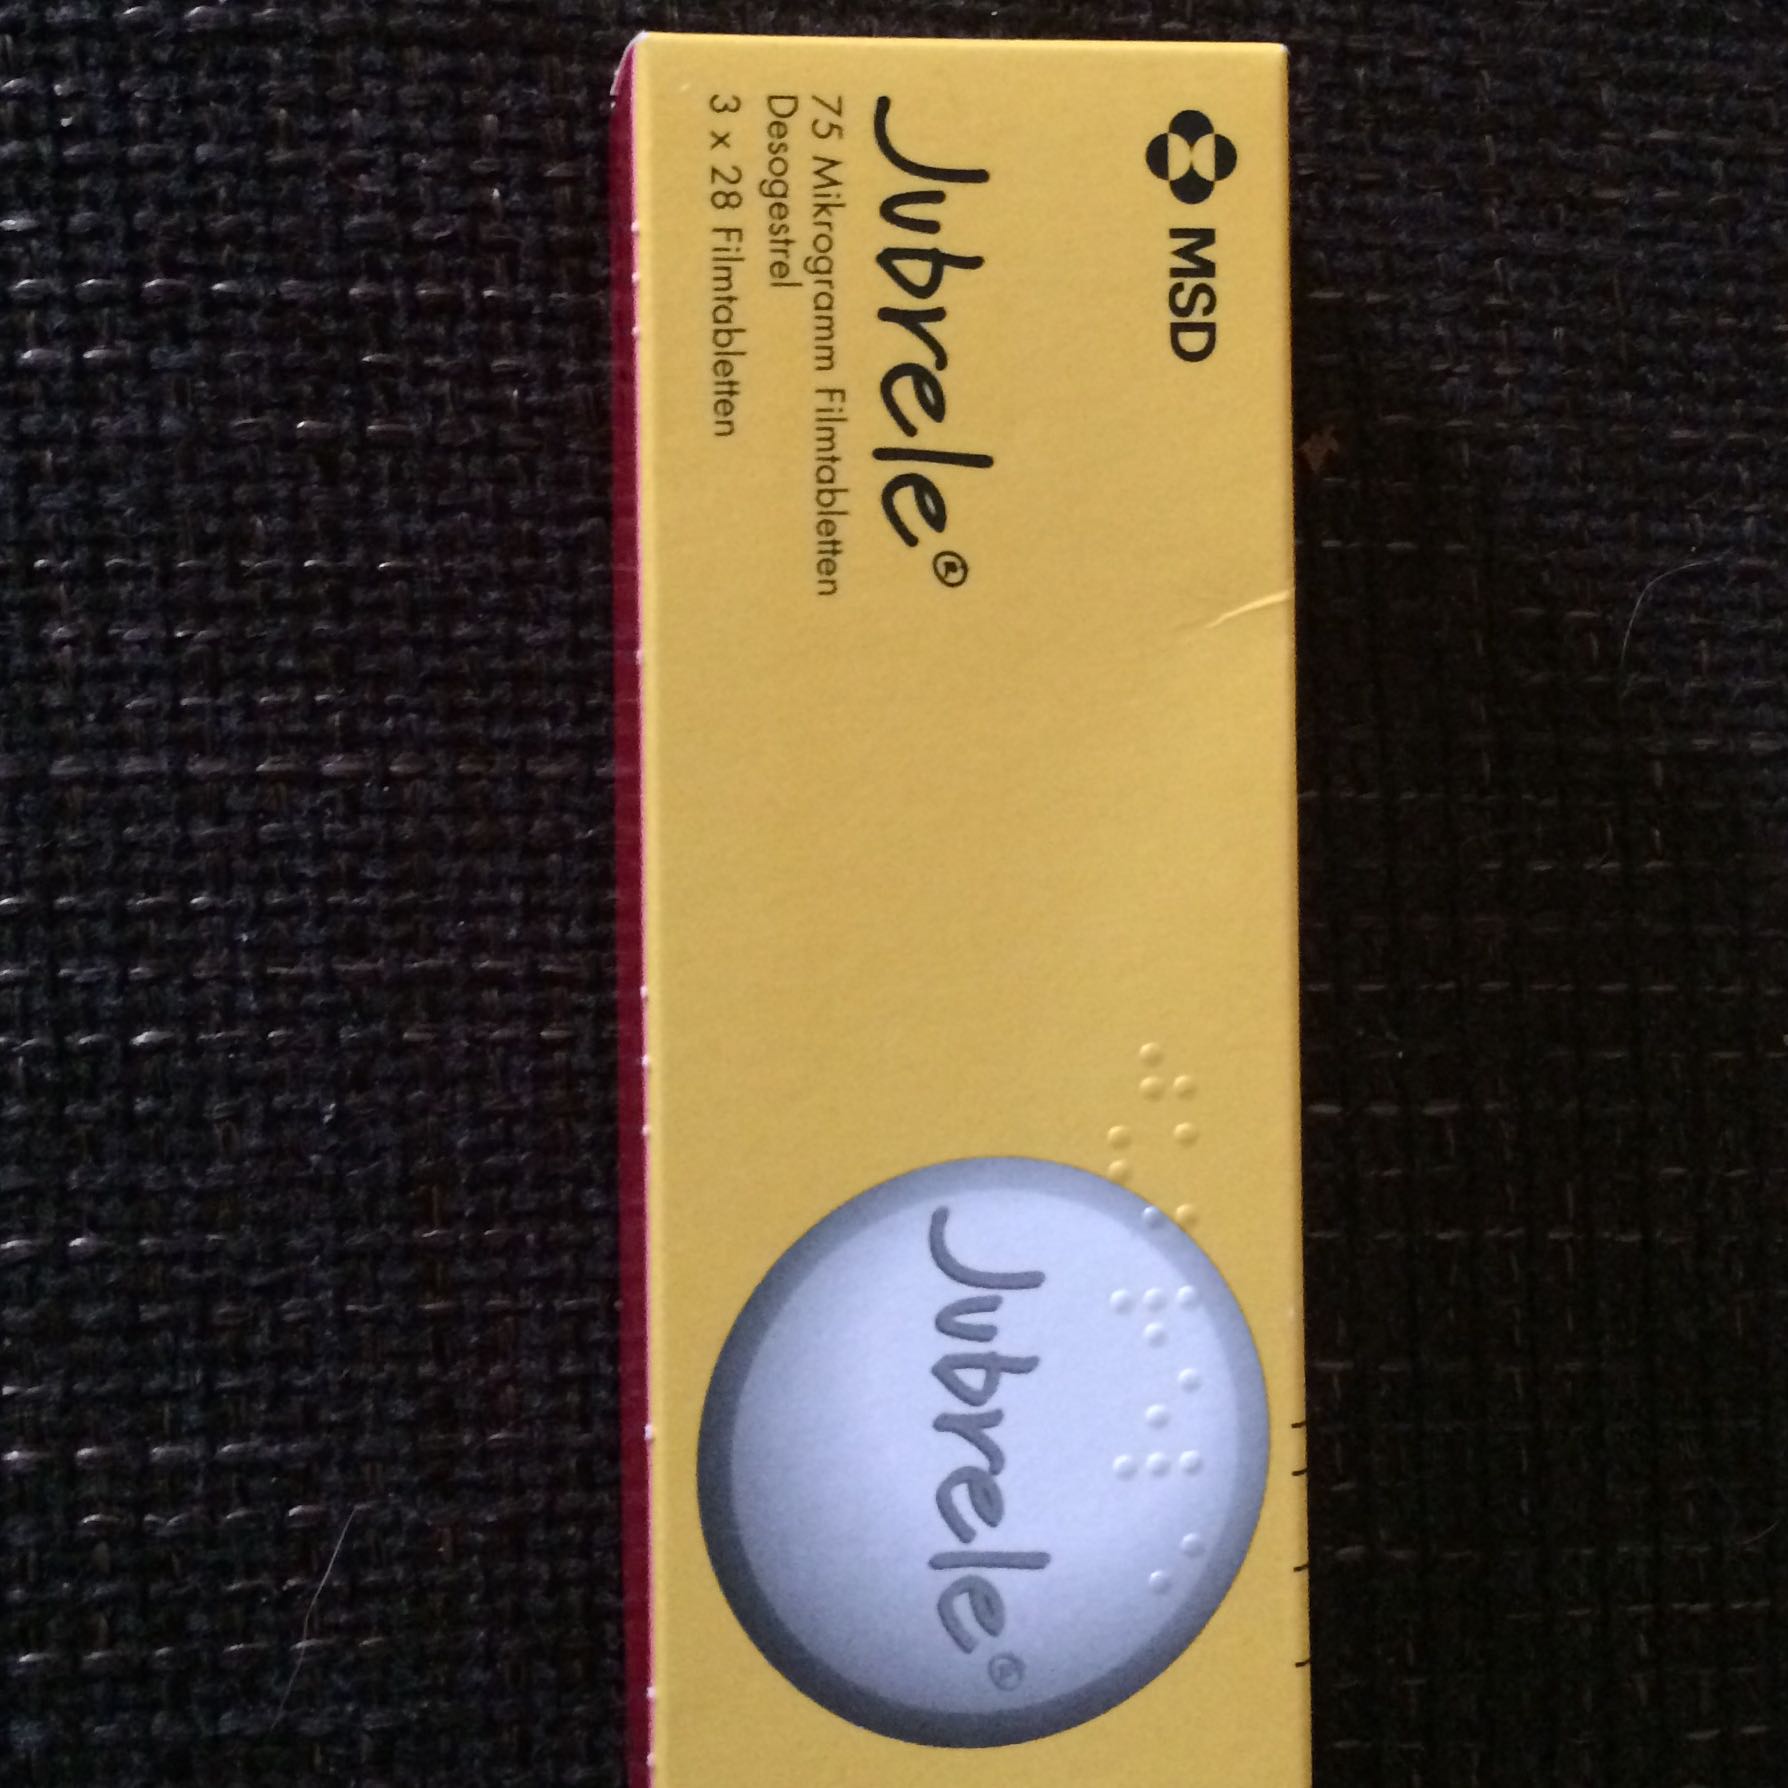 MSD
Jubrele®
75 Mikrogramm Filmtabletten
Desogestrel
3 x 28 Filmtabletten
Jubrele®